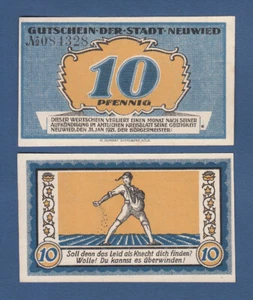 GUTSCHEIN·DER·STADT·NEUWIED
№084328
10
PFENNIG
DIESER WERTSCHEIN VERLIERT EINEN MONAT NACH SEINER
AUFKÜNDIGUNG IM AMTLICHEN KREISBLATT SEINE GÜLTIGKEIT
NEUWIED, DEN 31. JAN 1921. DER BÜRGERMEISTER:
10
10
Soll denn das Leid als Knecht dich finden?
Wolle! Du kannst es überwinden!